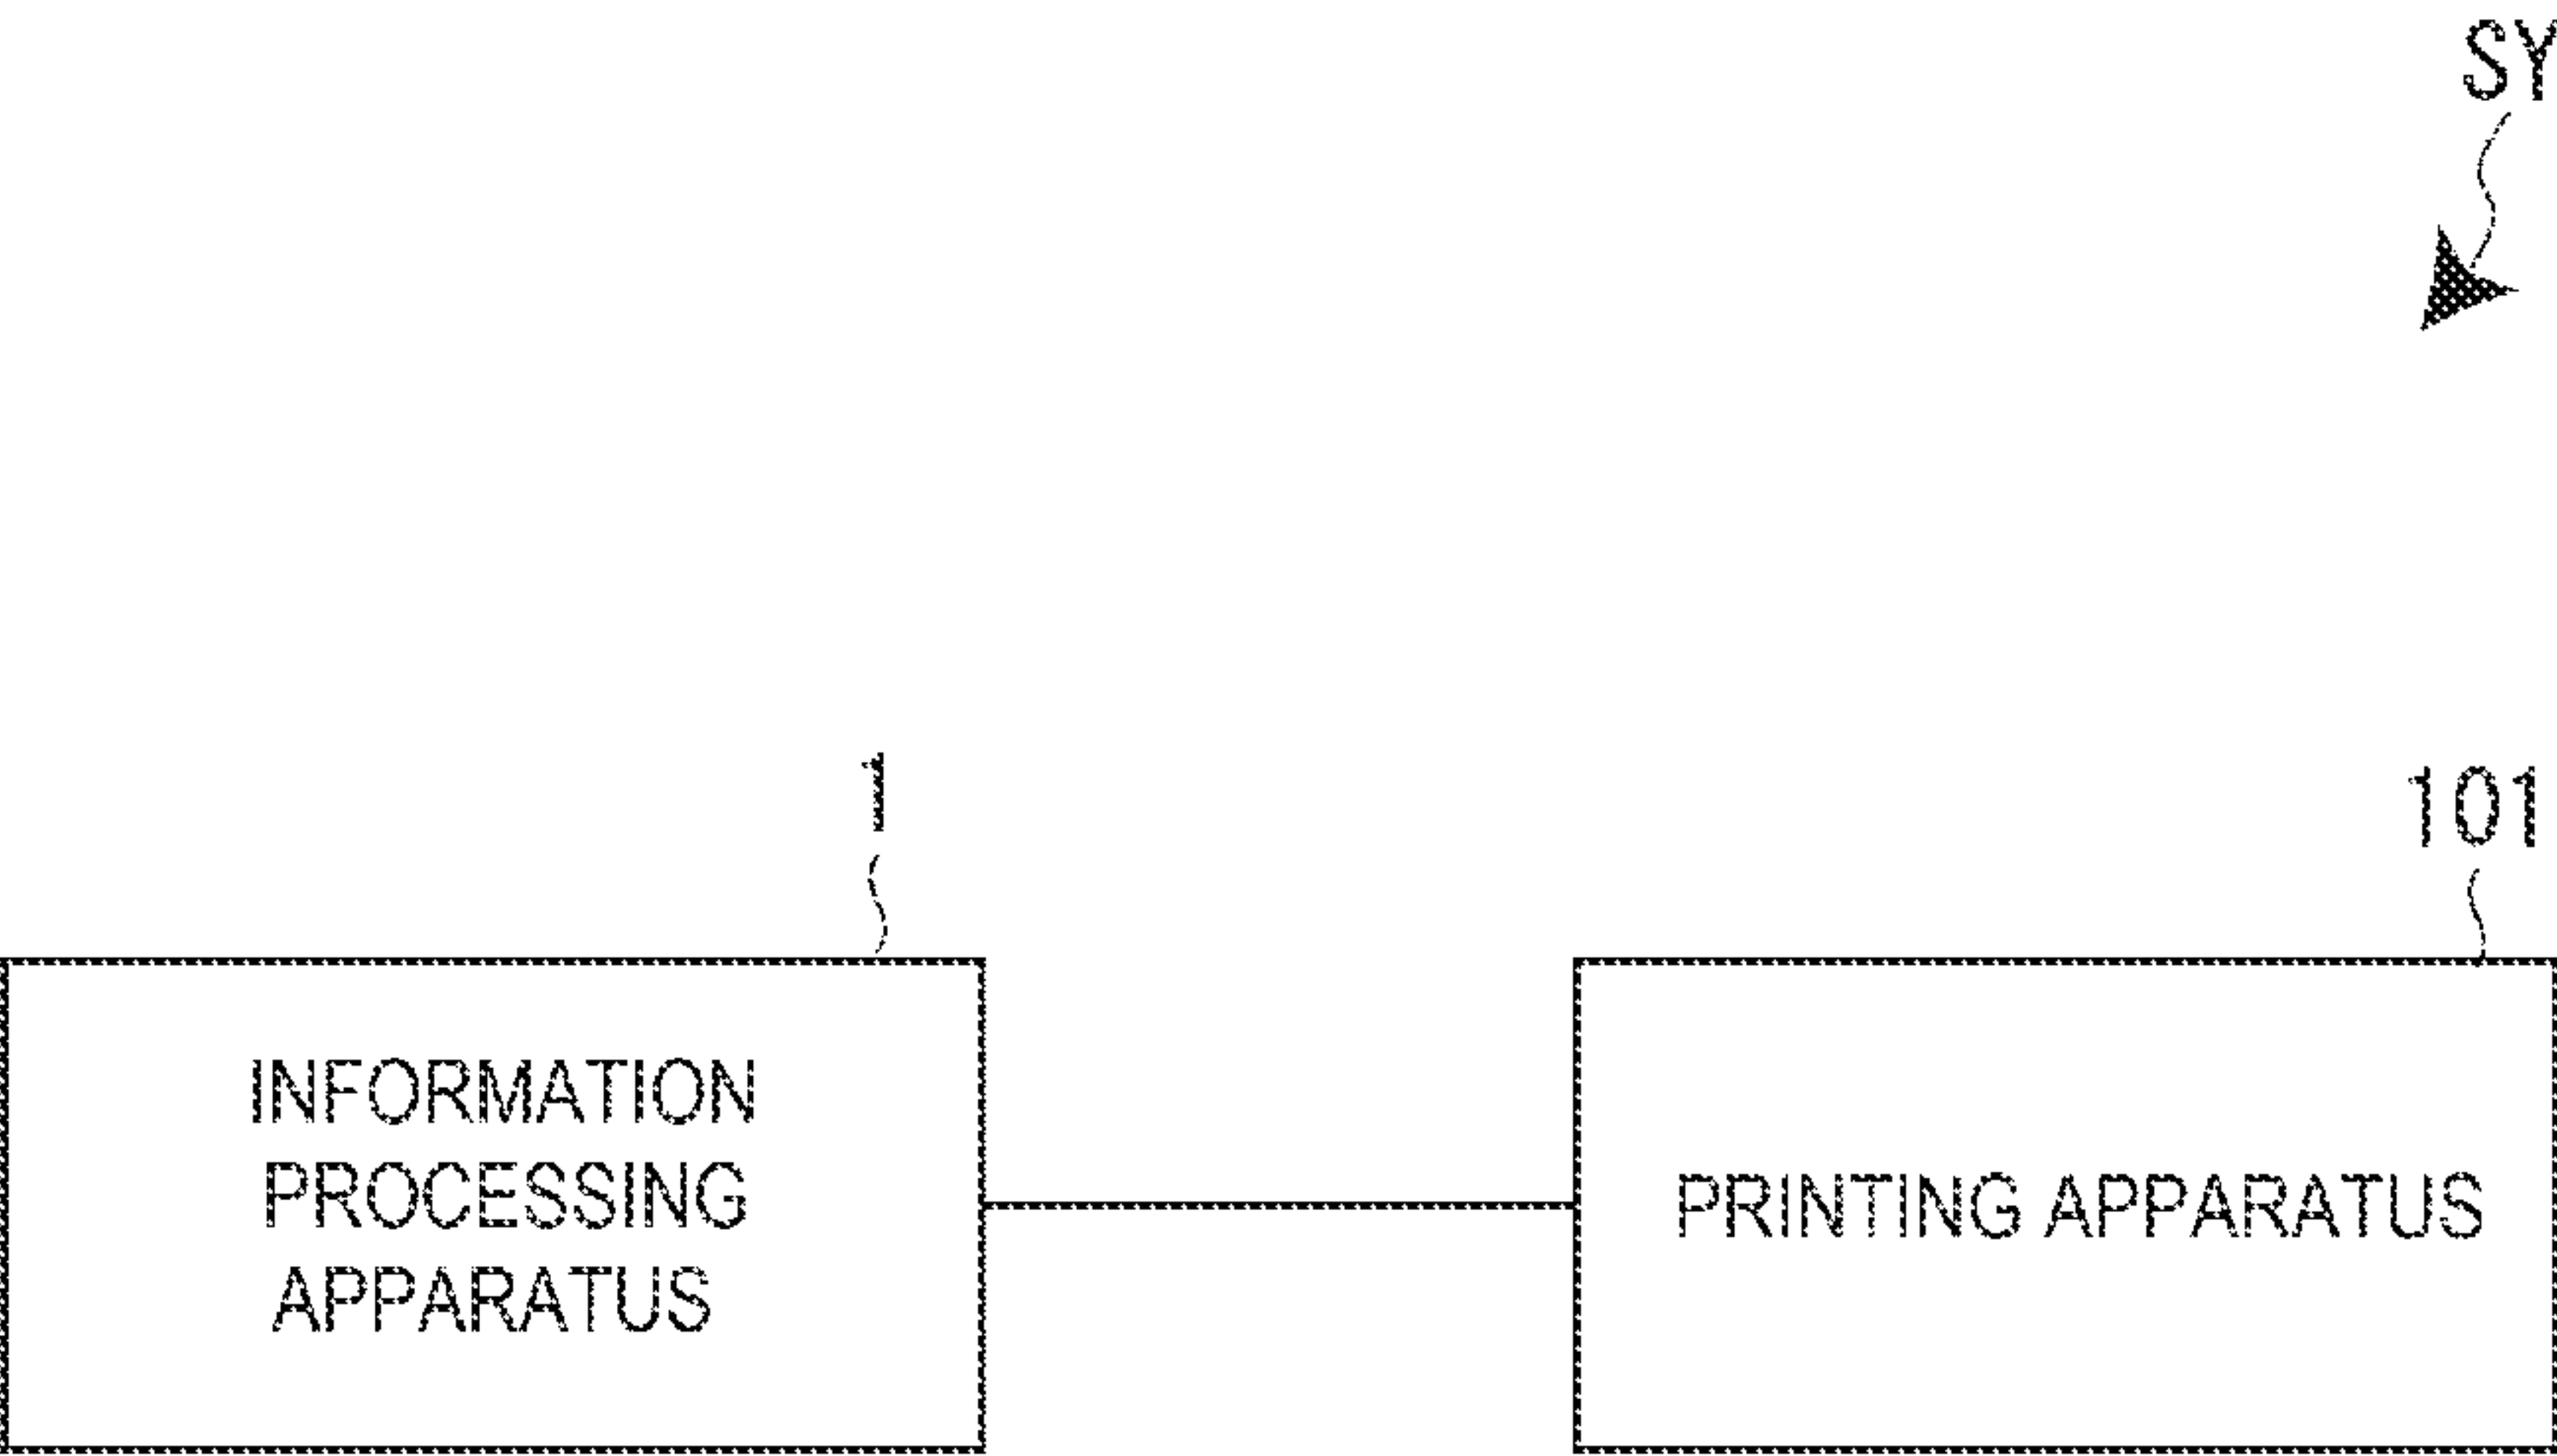 SY
1
101
INFORMATION
PROCESSING
APPARATUS
PRINTING APPARATUS